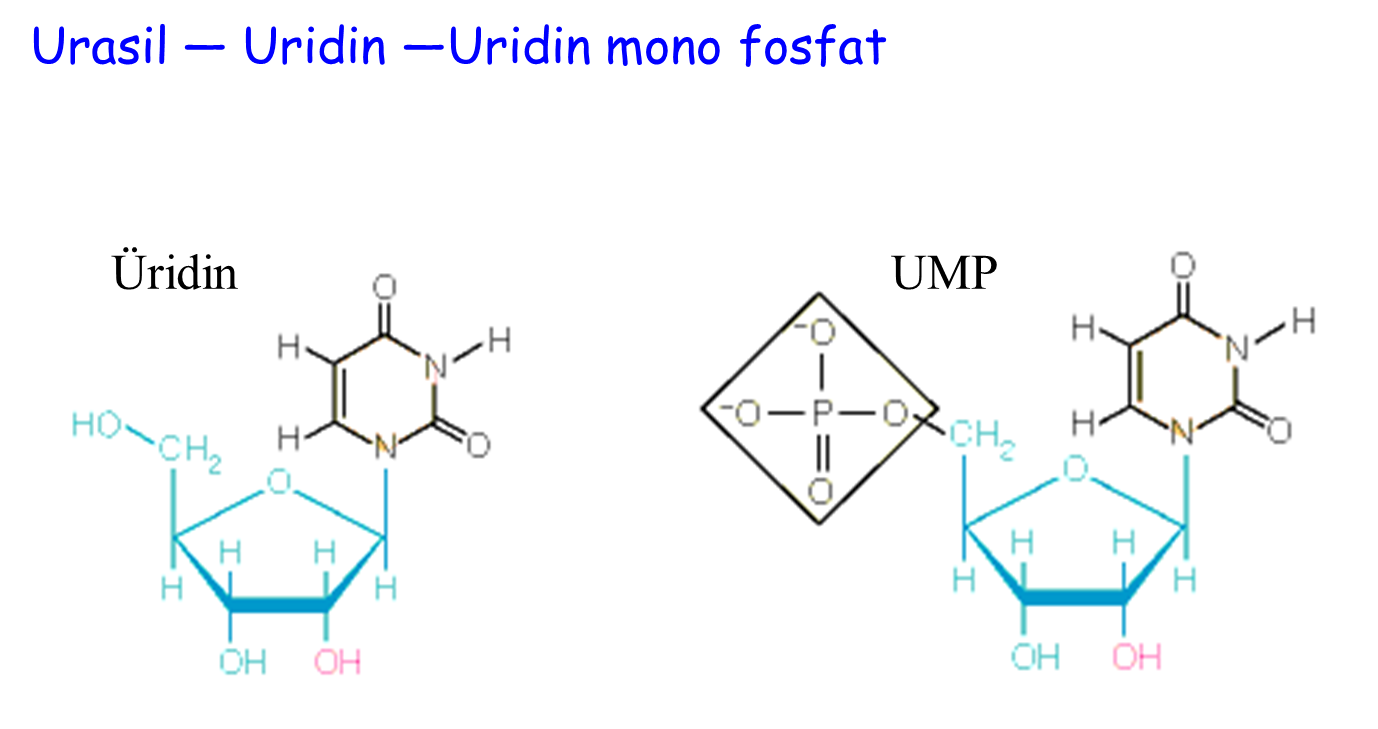 Urasil — Uridin —Uridin mono fosfat
Üridin
UMP
O
H
H
N
H
N
O
HO
CH2
O
H
H
H
H
OH
OH
O
H
H
N
H
N
O
-O
-O
P
O
O
CH2
O
H
H
H
H
OH
OH